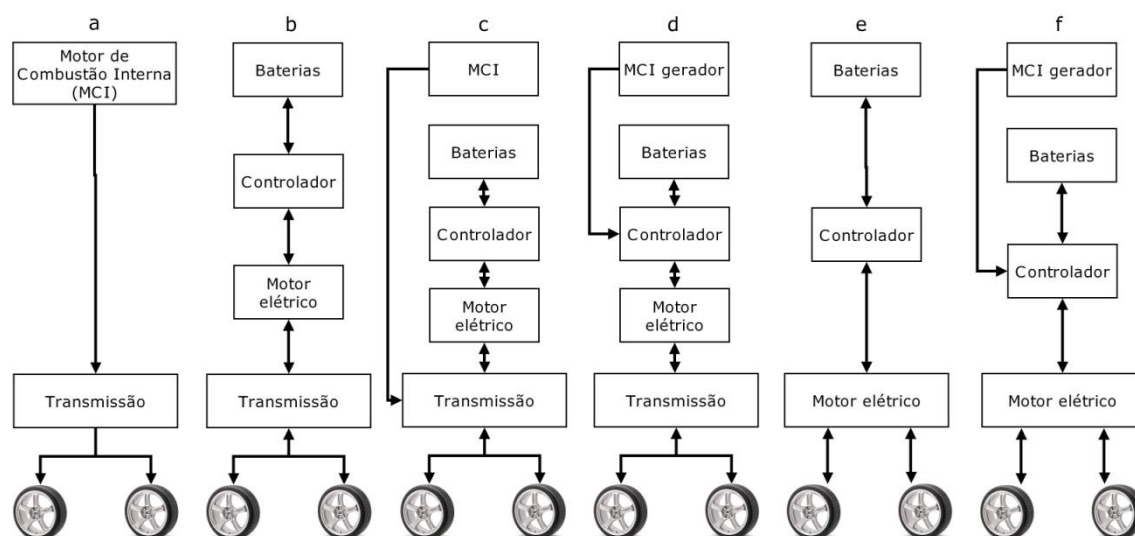 a
Motor de
Combustão Interna
(MCI)
Transmissão
b
Baterias
Controlador
Motor
elétrico
Transmissão
c
MCI
Baterias
Controlador
Motor
elétrico
Transmissão
d
MCI gerador
Baterias
Controlador
Motor
elétrico
Transmissão
e
Baterias
Controlador
Motor elétrico
f
MCI gerador
Baterias
Controlador
Motor elétrico